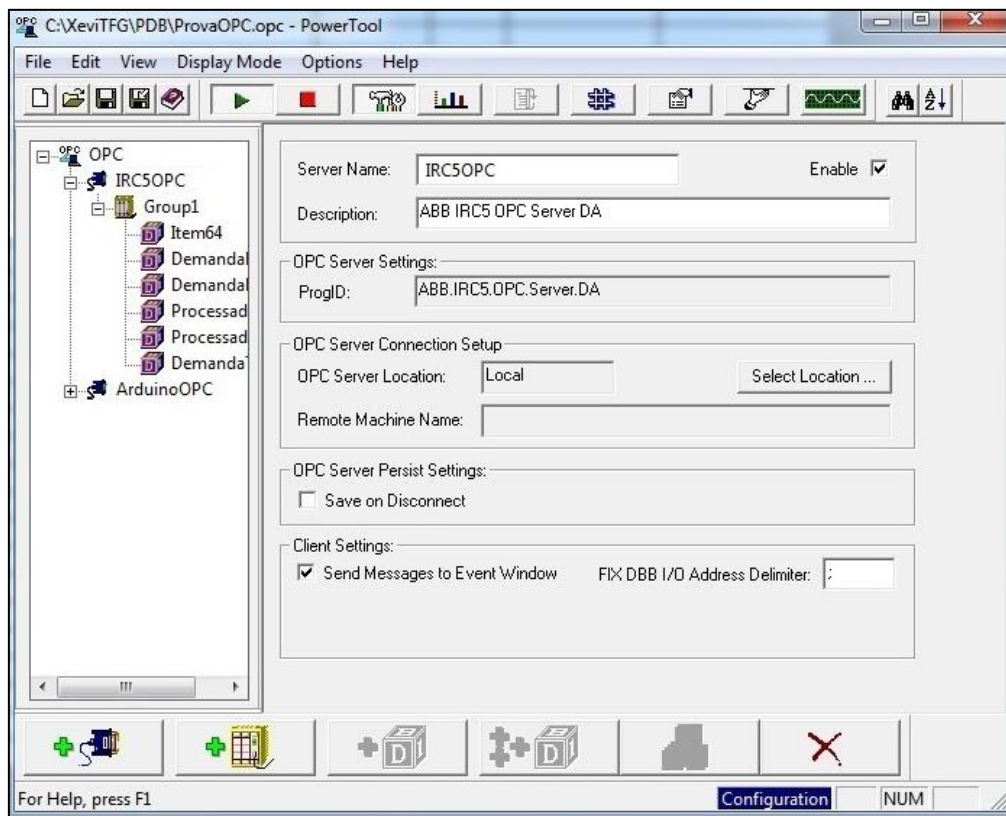 C:\XeviTFG\PDB\ProvaOPC.opc - PowerTool
File Edit View Display Mode Options Help
OPC
IRC5OPC
Group1
Item64
Demandal
Demandal
Processad
Processad
Demanda
ArduinoOPC
Server Name: IRC5OPC Enable
Description: ABB IRC5 OPC Server DA
OPC Server Settings:
ProgID: ABB.IRC5.OPC.Server.DA
OPC Server Connection Setup
OPC Server Location: Local Select Location ...
Remote Machine Name:
OPC Server Persist Settings:
Save on Disconnect
Client Settings:
Send Messages to Event Window FIX DBB I/O Address Delimiter: ;
For Help, press F1 Configuration NUM